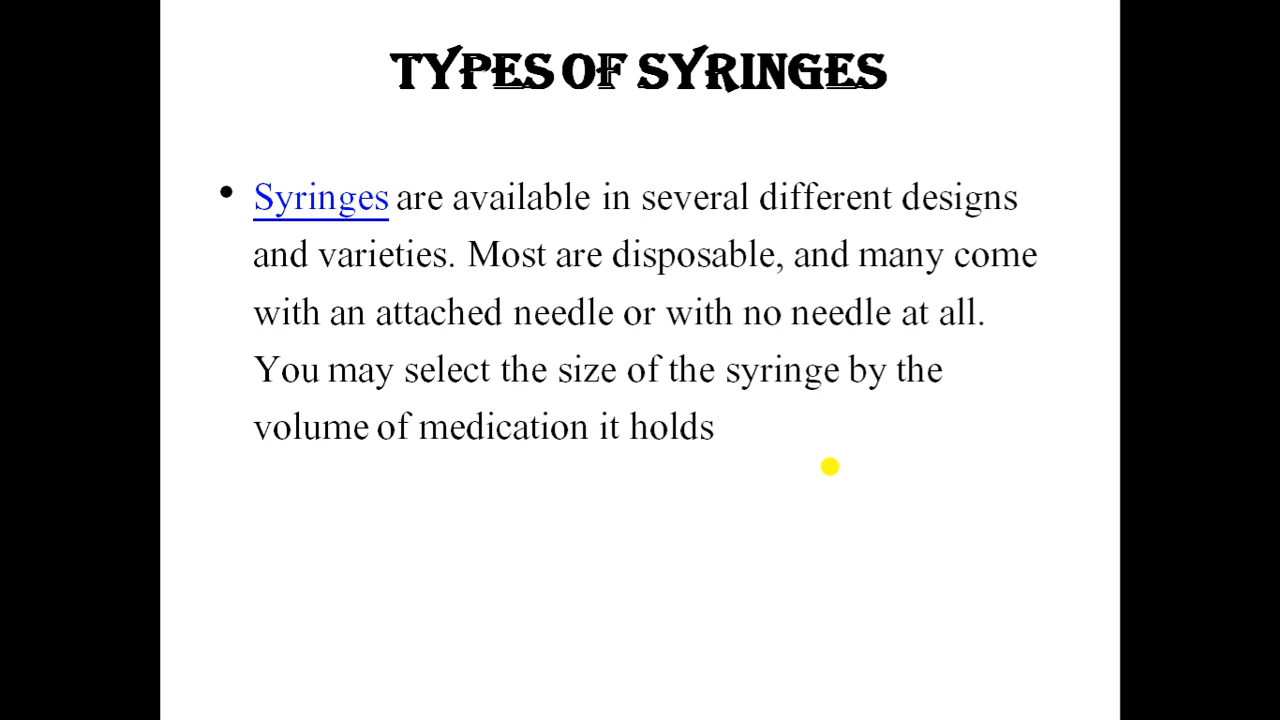 TYPES OF SYRINGES
• Syringes are available in several different designs
and varieties. Most are disposable, and many come
with an attached needle or with no needle at all.
You may select the size of the syringe by the
volume of medication it holds